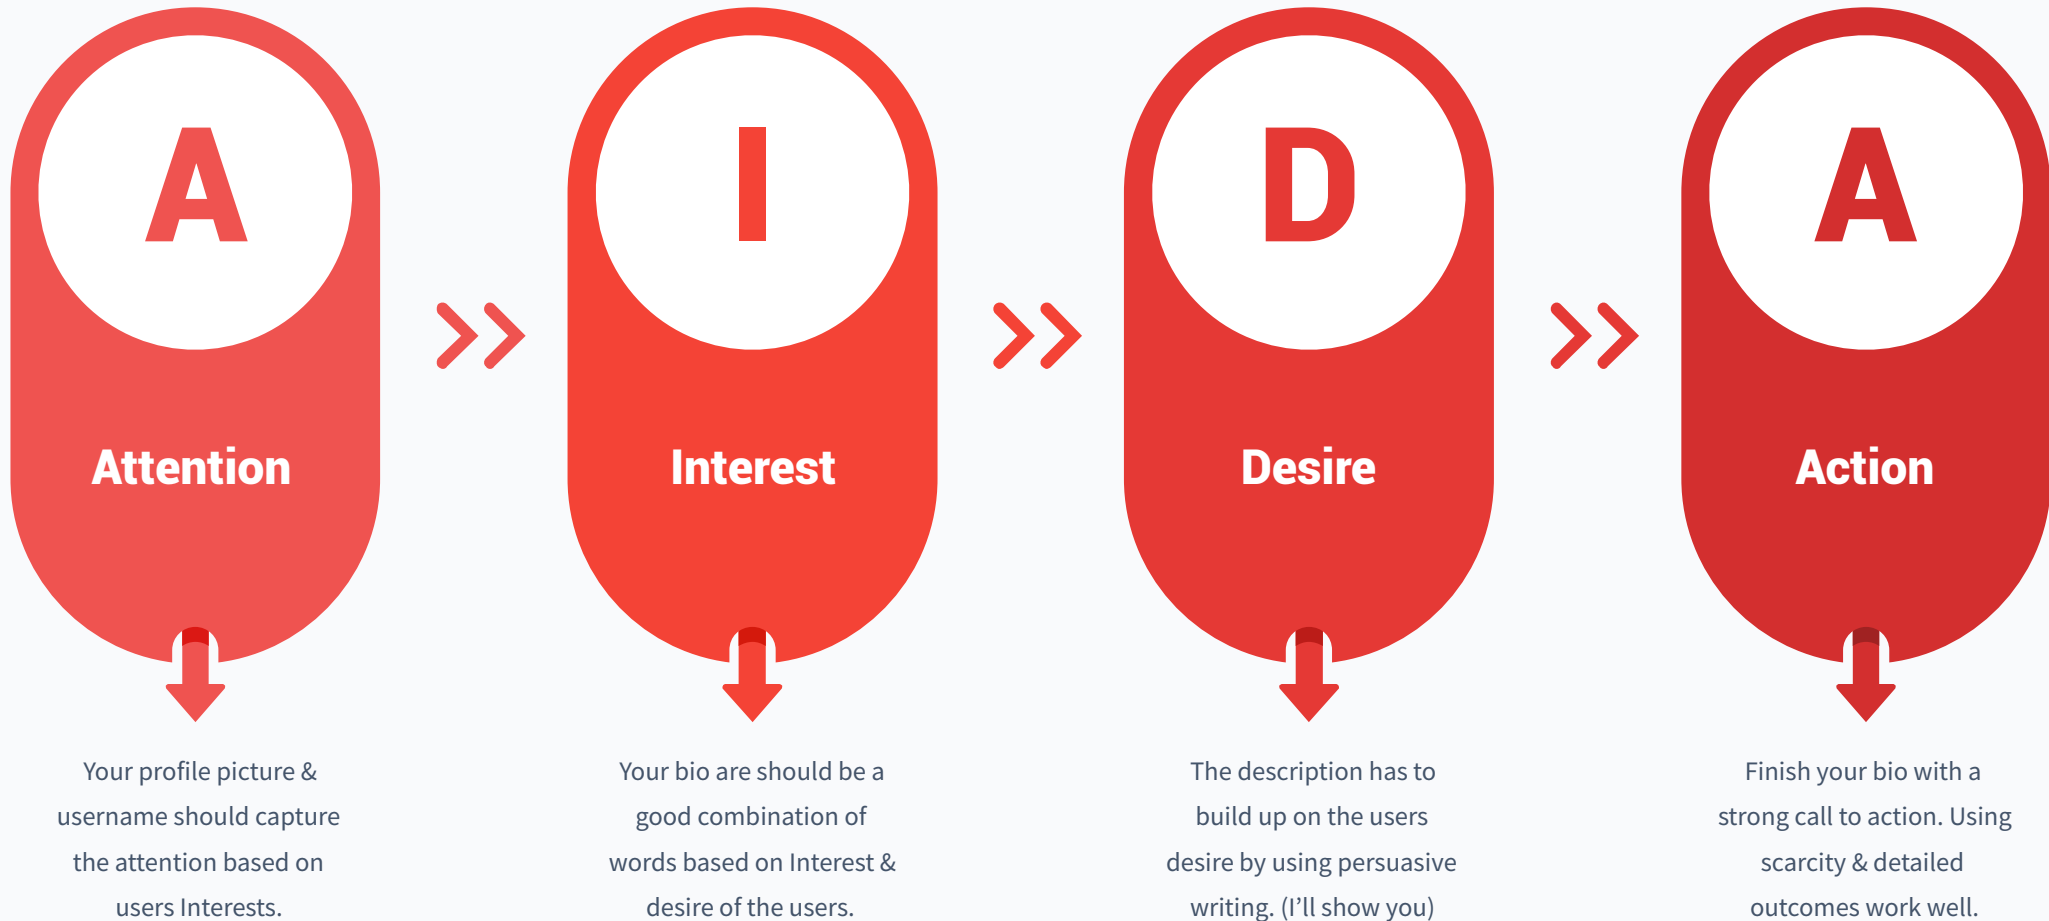 A
Attention
Your profile picture &
username should capture
the attention based on
users Interests.
I
Interest
Your bio are should be a
good combination of
words based on Interest &
desire of the users.
D
Desire
The description has to
build up on the users
desire by using persuasive
writing. (I’ll show you)
A
Action
Finish your bio with a
strong call to action. Using
scarcity & detailed
outcomes work well.